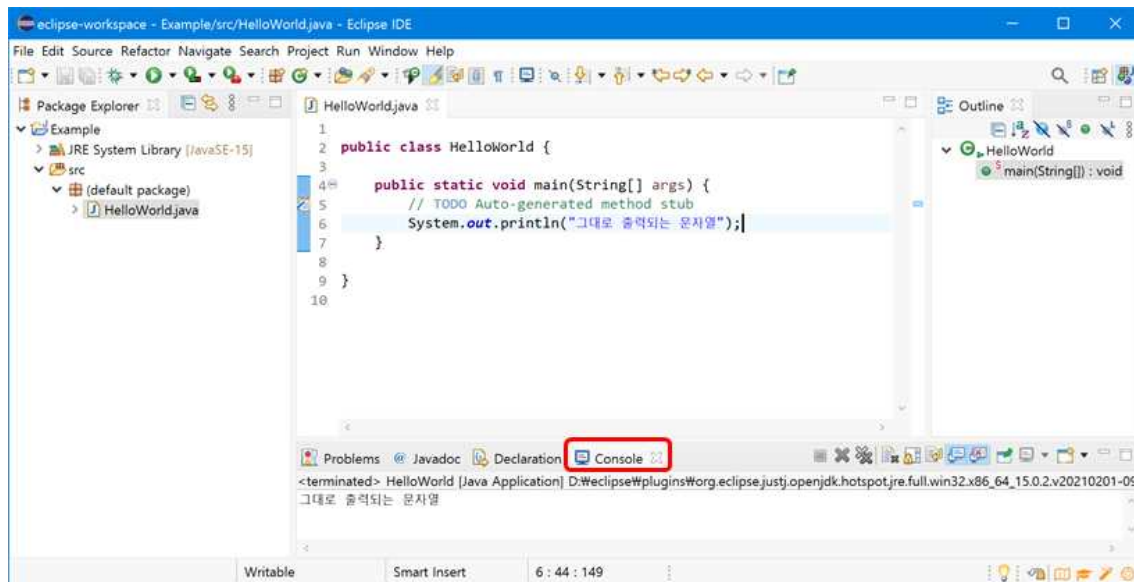 eclipse-workspace - Example/src/HelloWorld.java - Eclipse IDE
File Edit Source Refactor Navigate Search Project Run Window Help
Package Explorer
Example
JRE System Library [JavaSE-15]
src
(default package)
HelloWorld.java
HelloWorld.java
1
2 public class HelloWorld {
3
4 public static void main(String[] args) {
5 // TODO Auto-generated method stub
6 System.out.println("그대로 출력되는 문자열");
7 }
8
9 }
10
Outline
HelloWorld
S main(String[]) : void
Problems @ Javadoc Declaration Console
<terminated> HelloWorld [Java Application] D:₩eclipse₩plugins₩org.eclipse.justj.openjdk.hotspot.jre.full.win32.x86_64_15.0.2.v20210201-09
그대로 출력되는 문자열
Writable Smart Insert 6 : 44 : 149